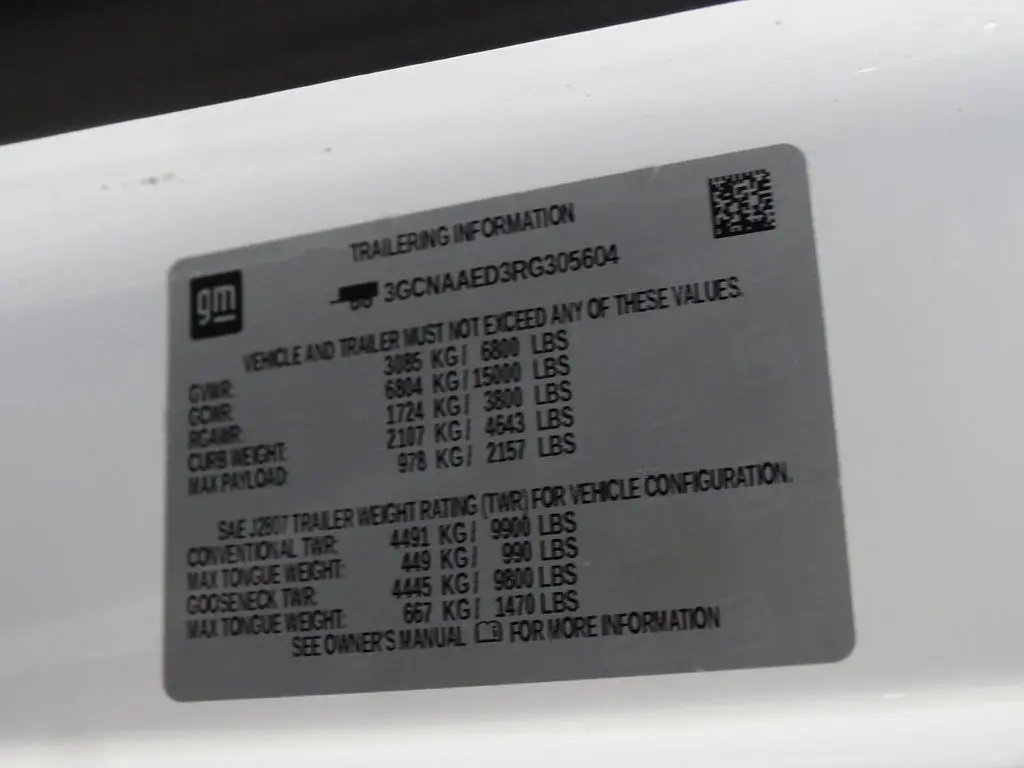 TRAILERING INFORMATION
gm
3GCNAAED3RG305604
VEHICLE AND TRAILER MUST NOT EXCEED ANY OF THESE VALUES.
GVWR: 3085 KG/ 6800 LBS
GCWR: 6804 KG/ 15000 LBS
RGAWR: 1724 KG/ 3800 LBS
CURB WEIGHT: 2107 KG/ 4643 LBS
MAX PAYLOAD: 978 KG/ 2157 LBS
SAE J2807 TRAILER WEIGHT RATING (TWR) FOR VEHICLE CONFIGURATION.
CONVENTIONAL TWR: 4491 KG/ 9900 LBS
MAX TONGUE WEIGHT: 449 KG/ 990 LBS
GOOSENECK TWR: 4445 KG/ 9800 LBS
MAX TONGUE WEIGHT: 667 KG/ 1470 LBS
SEE OWNER'S MANUAL FOR MORE INFORMATION